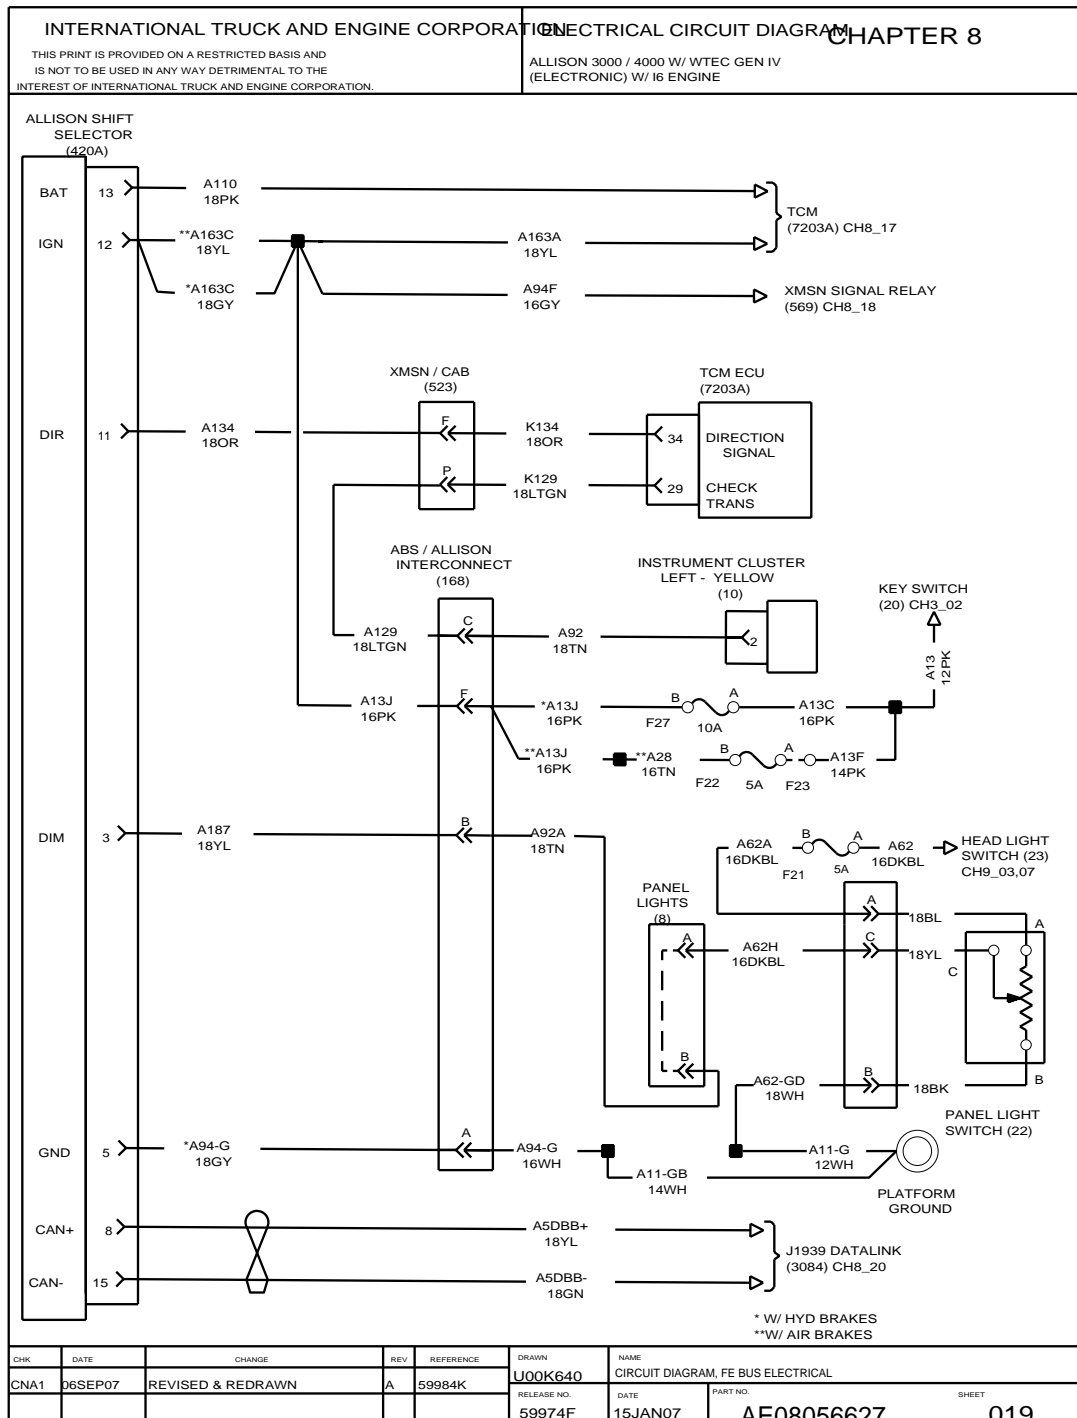 INTERNATIONAL TRUCK AND ENGINE CORPORATION
THIS PRINT IS PROVIDED ON A RESTRICTED BASIS AND
IS NOT TO BE USED IN ANY WAY DETRIMENTAL TO THE
INTEREST OF INTERNATIONAL TRUCK AND ENGINE CORPORATION.
ELECTRICAL CIRCUIT DIAGRAM
CHAPTER 8
ALLISON 3000 / 4000 W/ WTEC GEN IV
(ELECTRONIC) W/ I6 ENGINE
ALLISON SHIFT
SELECTOR
(420A)
BAT
13
A110
18PK
TCM
(7203A) CH8_17
IGN
12
**A163C
18YL
A163A
18YL
*A163C
18GY
A94F
16GY
XMSN SIGNAL RELAY
(569) CH8_18
XMSN / CAB
(523)
TCM ECU
(7203A)
DIR
11
A134
18OR
F
K134
18OR
34
DIRECTION
SIGNAL
P
K129
18LTGN
29
CHECK
TRANS
ABS / ALLISON
INTERCONNECT
(168)
INSTRUMENT CLUSTER
LEFT - YELLOW
(10)
KEY SWITCH
(20) CH3_02
A129
18LTGN
C
A92
18TN
2
A13
12PK
A13J
16PK
F
*A13J
16PK
F27
B
A
10A
A13C
16PK
**A13J
16PK
**A28
16TN
F22
B
5A
A
F23
A13F
14PK
DIM
3
A187
18YL
B
A92A
18TN
A62A
16DKBL
F21
B
A
5A
A62
16DKBL
HEAD LIGHT
SWITCH (23)
CH9_03,07
PANEL
LIGHTS
(8)
A
18BL
A
A
A62H
16DKBL
C
18YL
C
B
A62-GD
18WH
B
18BK
B
PANEL LIGHT
SWITCH (22)
GND
5
*A94-G
18GY
A
A94-G
16WH
A11-G
12WH
A11-GB
14WH
PLATFORM
GROUND
CAN+
8
A5DBB+
18YL
J1939 DATALINK
(3084) CH8_20
CAN-
15
A5DBB-
18GN
* W/ HYD BRAKES
**W/ AIR BRAKES
CHK
DATE
CHANGE
REV
REFERENCE
DRAWN
NAME
CNA1
06SEP07
REVISED & REDRAWN
A
59984K
U00K640
CIRCUIT DIAGRAM, FE BUS ELECTRICAL
RELEASE NO.
DATE
PART NO.
SHEET
59974F
15JAN07
AE08056627
019